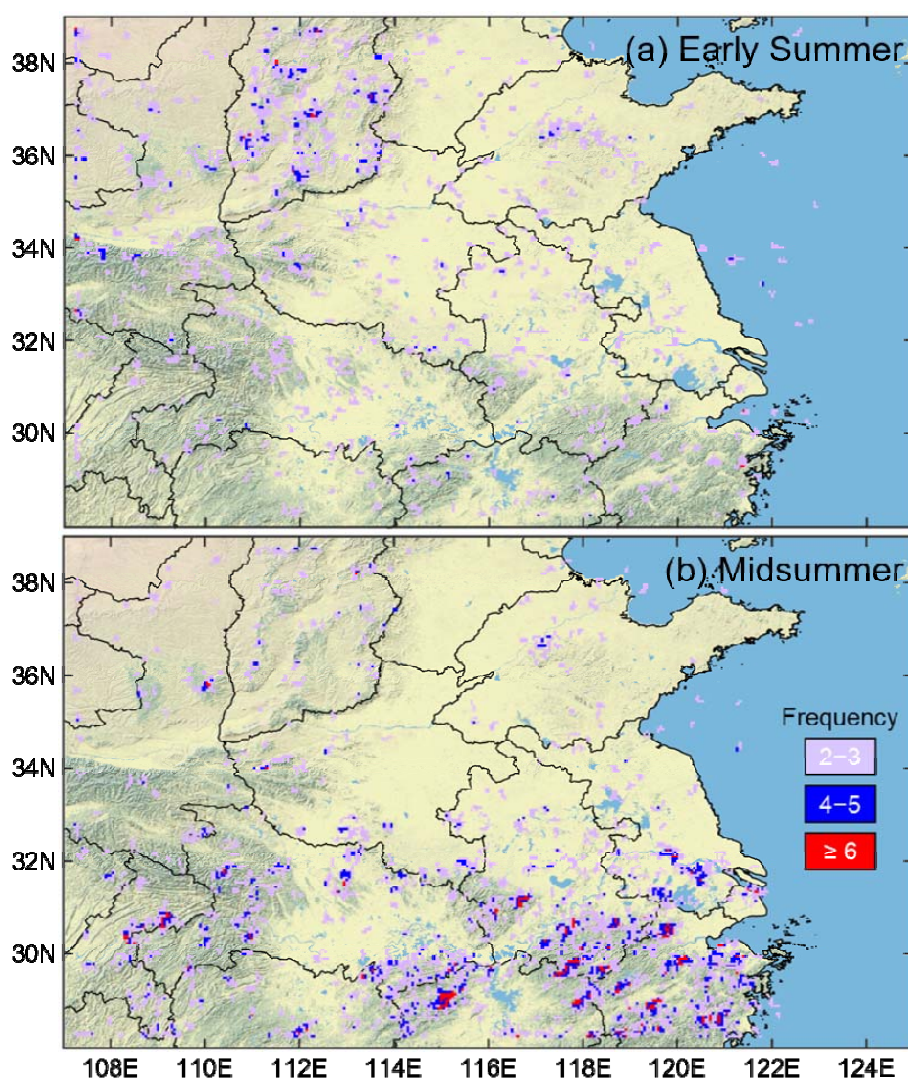 (a) Early Summer
38N
36N
34N
32N
30N
(b) Midsummer
38N
36N
34N
32N
30N
Frequency
2–3
4–5
≥ 6
108E 110E 112E 114E 116E 118E 120E 122E 124E